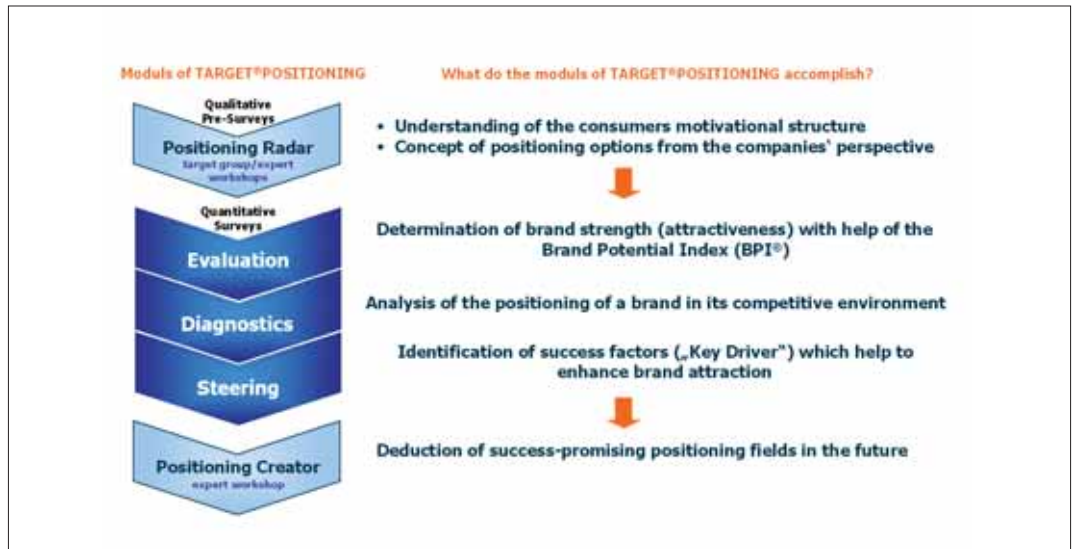 Moduls of TARGET®POSITIONING
What do the moduls of TARGET®POSITIONING accomplish?
Qualitative
Pre-Surveys
Positioning Radar
target group/expert
workshops
• Understanding of the consumers motivational structure
• Concept of positioning options from the companies' perspective
Quantitative
Surveys
Evaluation
Determination of brand strength (attractiveness) with help of the
Brand Potential Index (BPI®)
Diagnostics
Analysis of the positioning of a brand in its competitive environment
Steering
Identification of success factors („Key Driver") which help to
enhance brand attraction
Positioning Creator
expert workshop
Deduction of success-promising positioning fields in the future